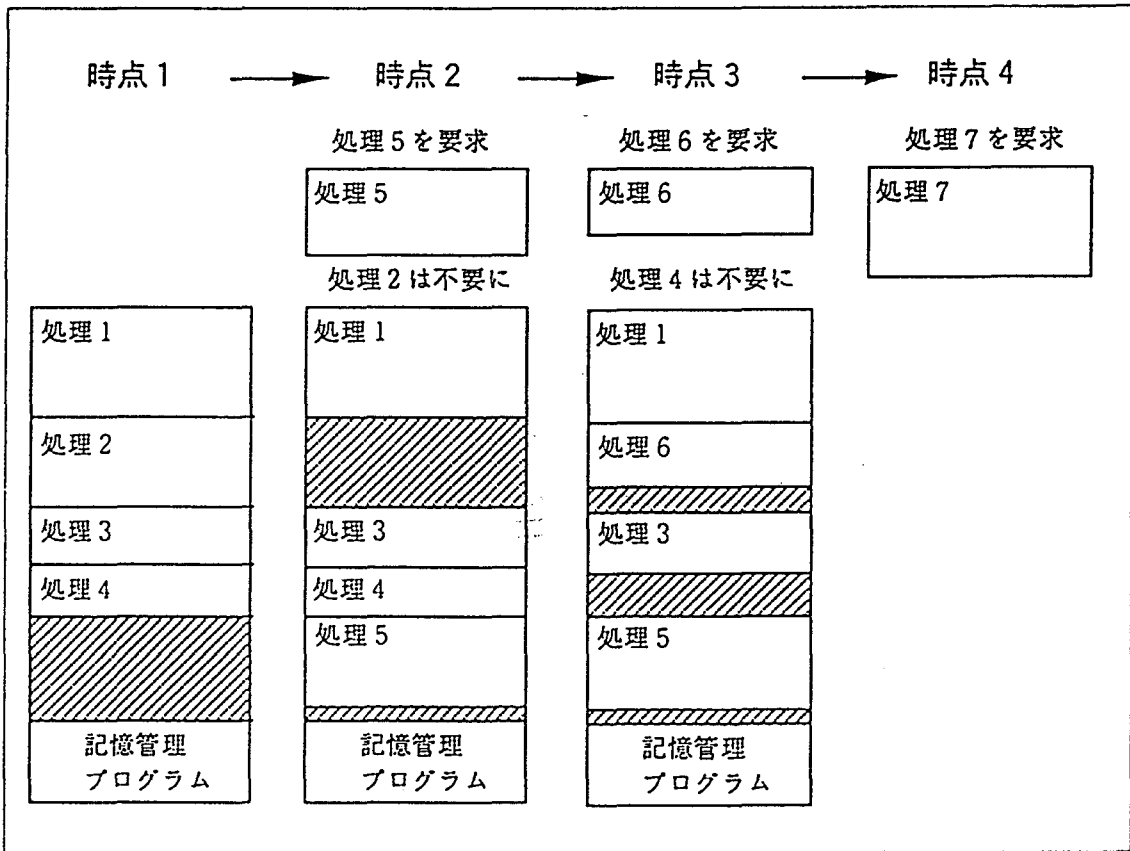 時点1
時点2
時点3
時点4
処理5を要求
処理6を要求
処理7を要求
処理5
処理6
処理7
処理2は不要に
処理4は不要に
処理1
処理2
処理3
処理4
記憶管理
プログラム
処理1
処理3
処理4
処理5
記憶管理
プログラム
処理1
処理6
処理3
処理5
記憶管理
プログラム